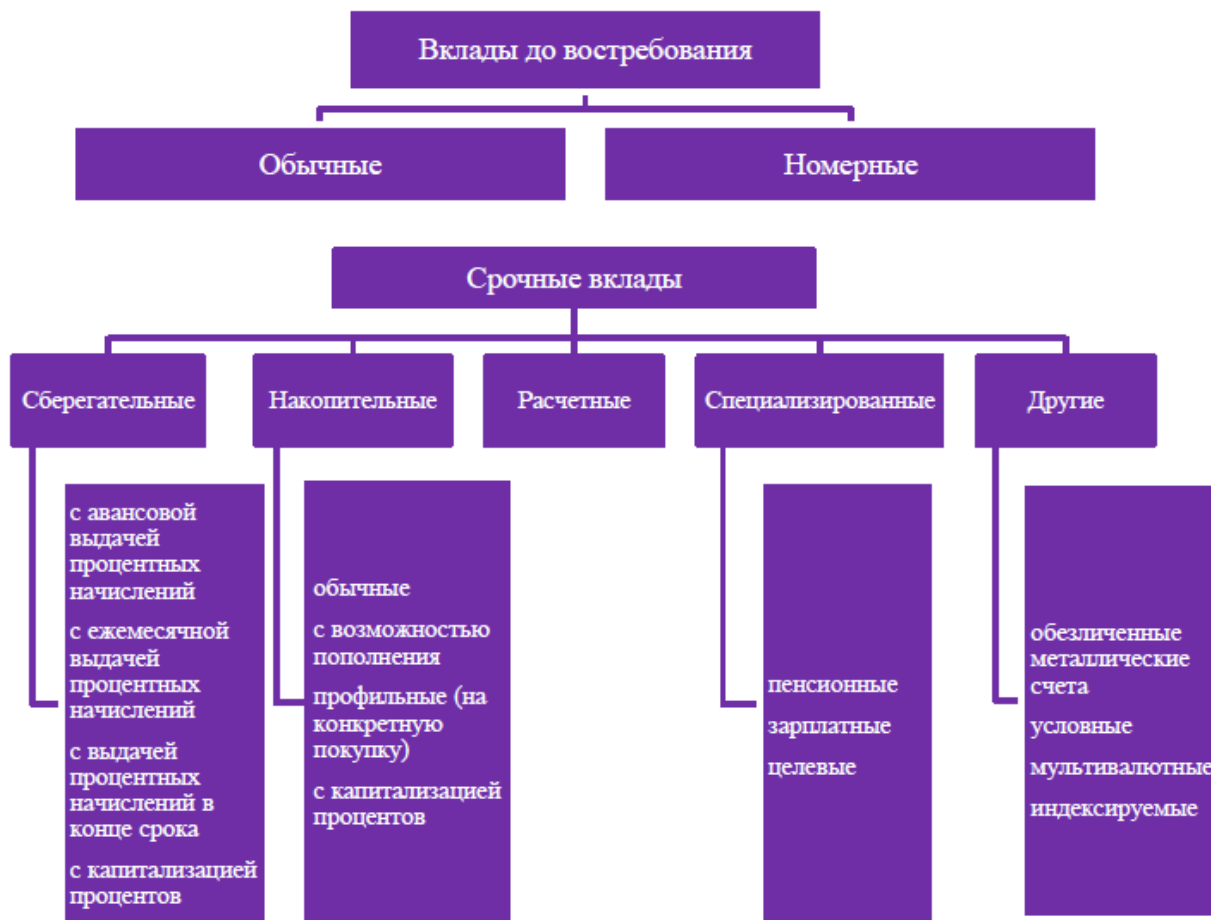 Вклады до востребования
Обычные
Номерные
Срочные вклады
Сберегательные
Накопительные
Расчетные
Специализированные
Другие
с авансовой
выдачей
процентных
начислений
с ежемесячной
выдачей
процентных
начислений
с выдачей
процентных
начислений в
конце срока
с капитализацией
процентов
обычные
с возможностью
пополнения
профильные (на
конкретную
покупку)
с капитализацией
процентов
пенсионные
зарплатные
целевые
обезличенные
металлические
счета
условные
мультивалютные
индексируемые